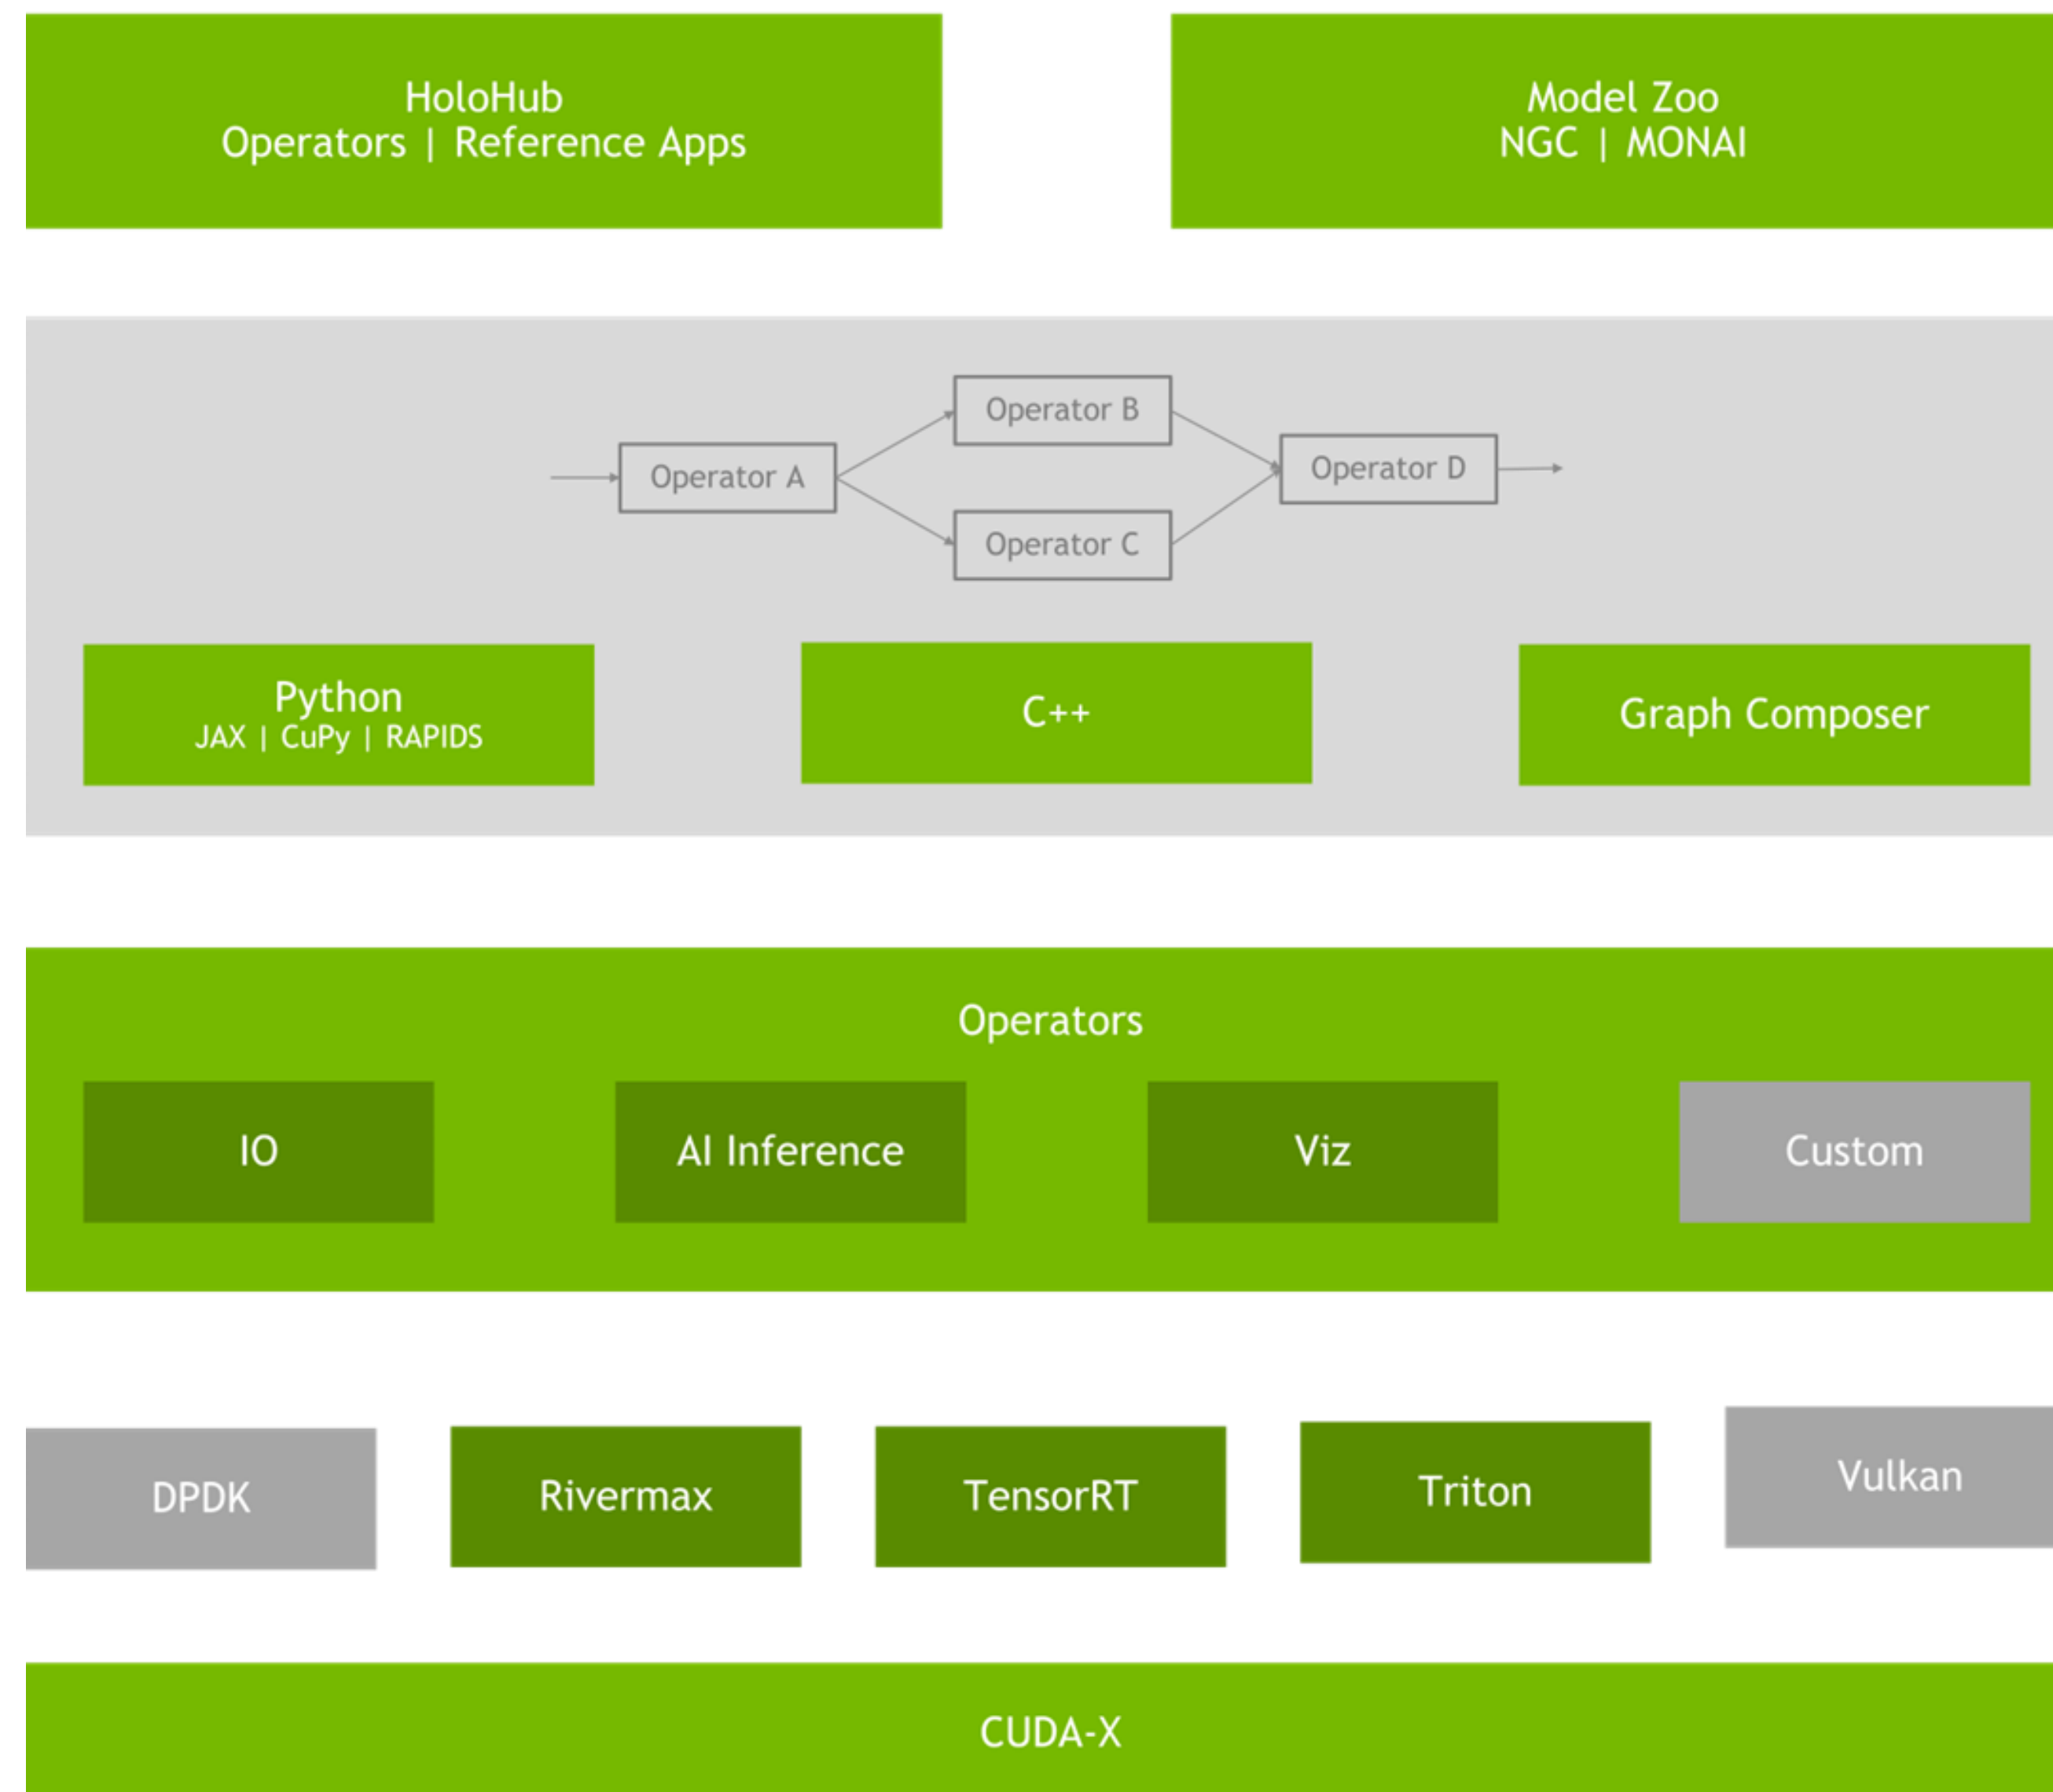 HoloHub
Operators | Reference Apps
Model Zoo
NGC | MONAI
Operator A
Operator B
Operator C
Operator D
Python
JAX | CuPy | RAPIDS
C++
Graph Composer
Operators
IO
AI Inference
Viz
Custom
DPDK
Rivermax
TensorRT
Triton
Vulkan
CUDA-X